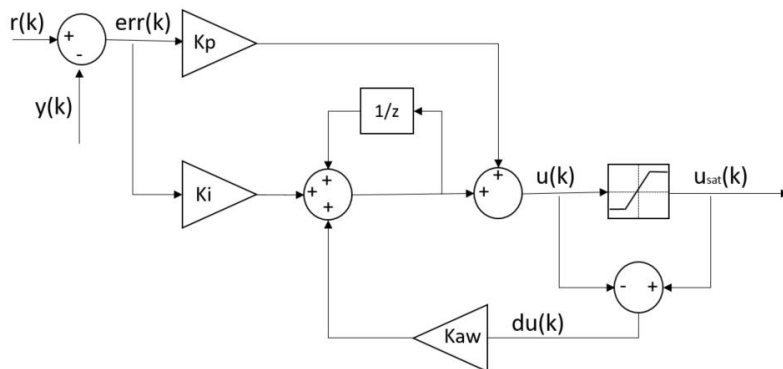 r(k)
+
-
err(k)
Kp
y(k)
1/z
Ki
+
+
+
+
+
u(k)
usat(k)
-
+
Kaw
du(k)